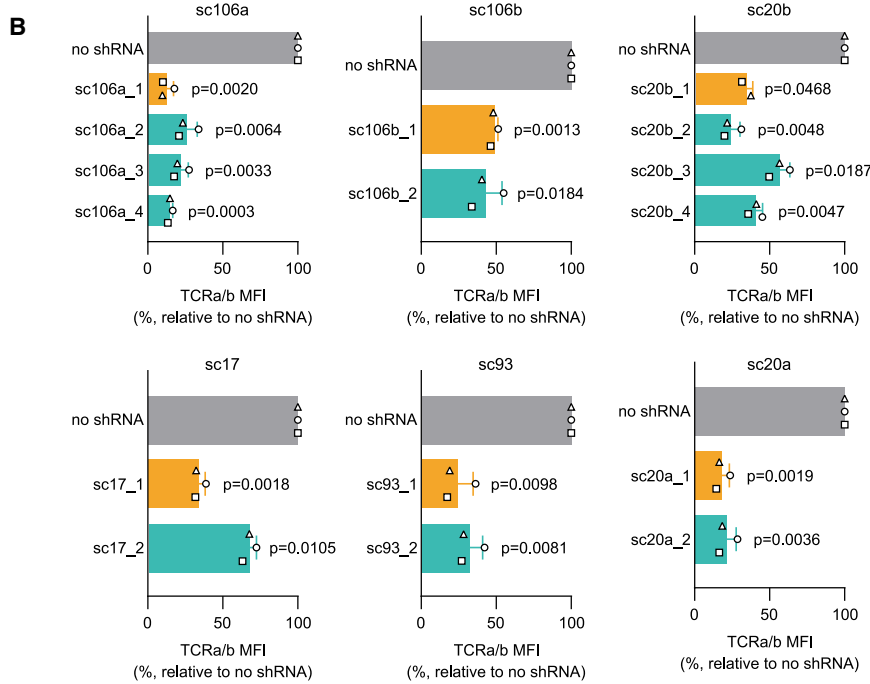 B
sc106a
no shRNA
sc106a_1
p=0.0020
sc106a_2
p=0.0064
sc106a_3
p=0.0033
sc106a_4
p=0.0003
0 50 100
TCRa/b MFI
(%, relative to no shRNA)
sc106b
no shRNA
sc106b_1
p=0.0013
sc106b_2
p=0.0184
0 50 100
TCRa/b MFI
(%, relative to no shRNA)
sc20b
no shRNA
sc20b_1
p=0.0468
sc20b_2
p=0.0048
sc20b_3
p=0.0187
sc20b_4
p=0.0047
0 50 100
TCRa/b MFI
(%, relative to no shRNA)
sc17
no shRNA
sc17_1
p=0.0018
sc17_2
p=0.0105
0 50 100
TCRa/b MFI
(%, relative to no shRNA)
sc93
no shRNA
sc93_1
p=0.0098
sc93_2
p=0.0081
0 50 100
TCRa/b MFI
(%, relative to no shRNA)
sc20a
no shRNA
sc20a_1
p=0.0019
sc20a_2
p=0.0036
0 50 100
TCRa/b MFI
(%, relative to no shRNA)